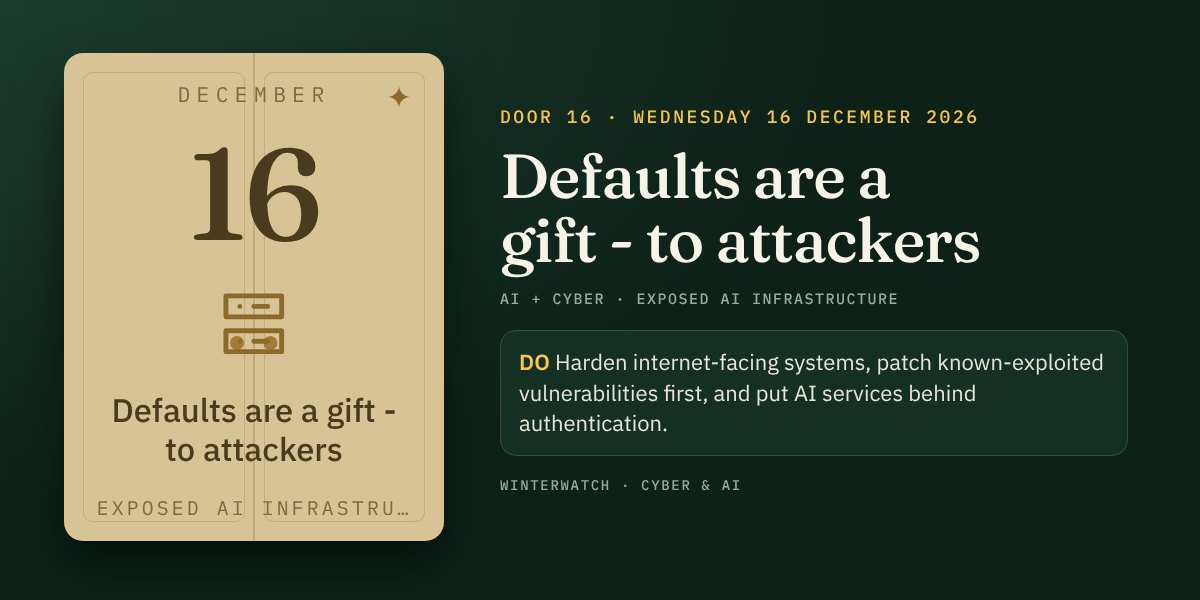 DECEMBER
✦
16
Defaults are a gift -
to attackers
EXPOSED AI INFRASTRU…
DOOR 16 · WEDNESDAY 16 DECEMBER 2026
Defaults are a
gift - to attackers
AI + CYBER · EXPOSED AI INFRASTRUCTURE
DO Harden internet-facing systems, patch known-exploited
vulnerabilities first, and put AI services behind
authentication.
WINTERWATCH · CYBER & AI